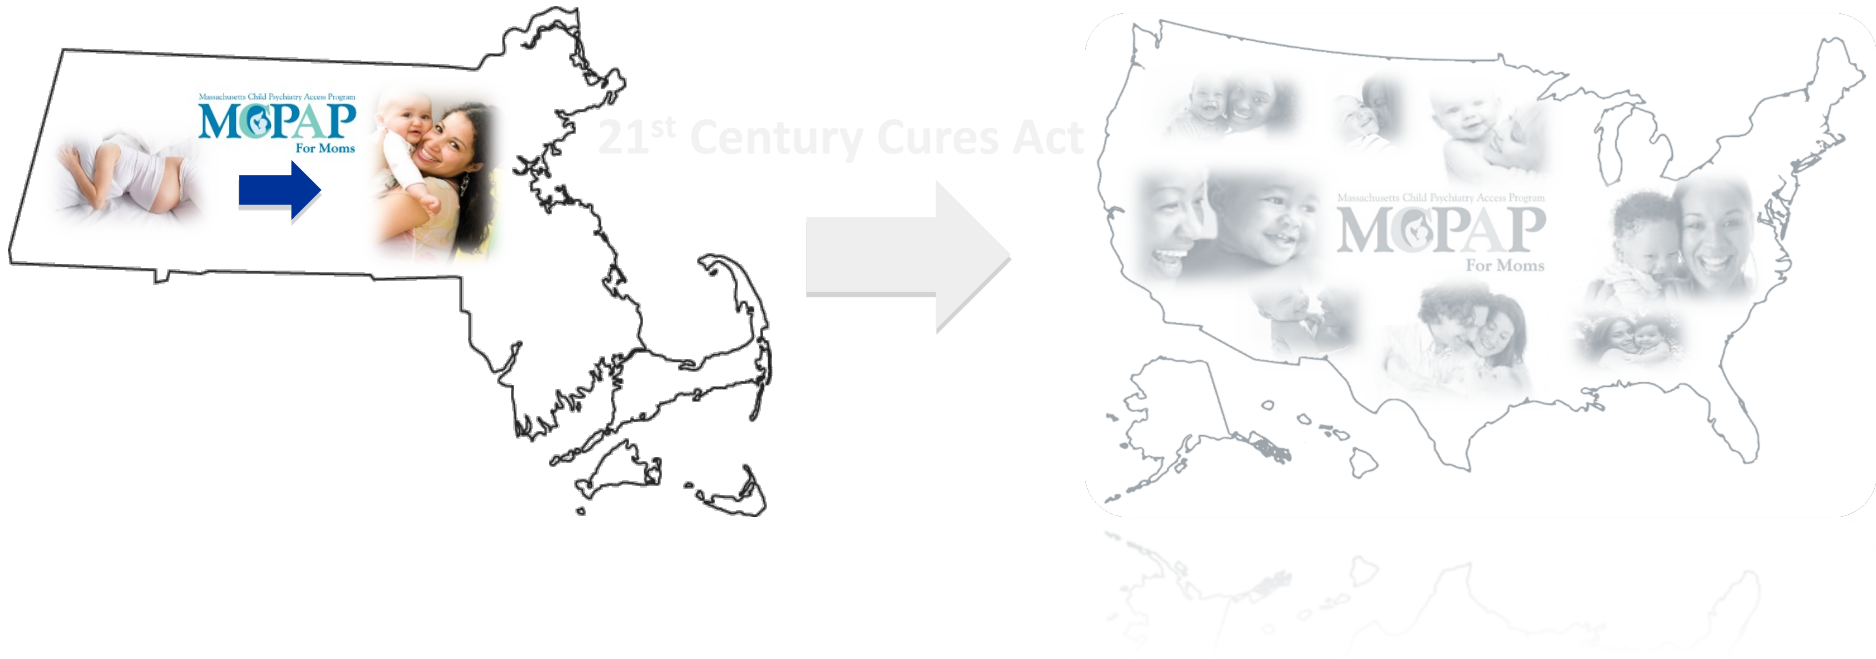 Massachusetts Child Psychiatry Access Program
MCPAP
For Moms
21st Century Cures Act
Massachusetts Child Psychiatry Access Program
MCPAP
For Moms